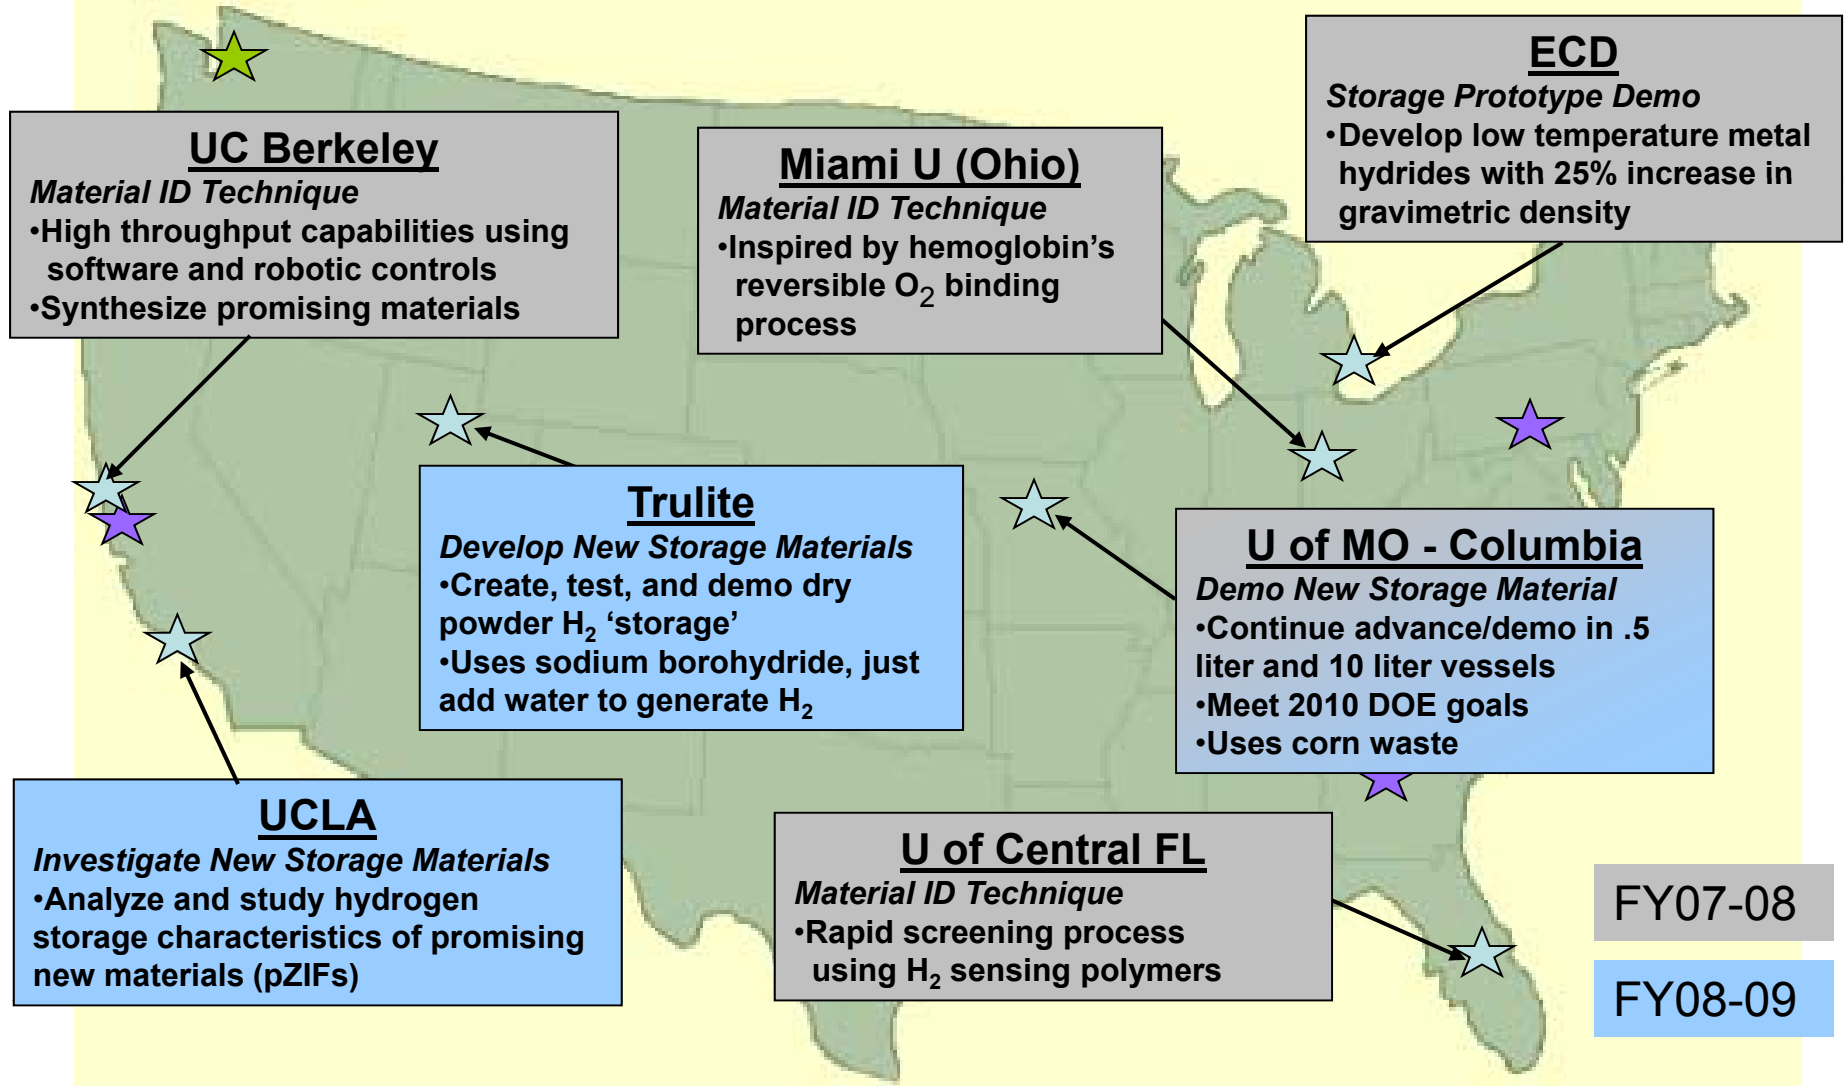 ECD
Storage Prototype Demo
•Develop low temperature metal
hydrides with 25% increase in
gravimetric density
UC Berkeley
Material ID Technique
•High throughput capabilities using
software and robotic controls
•Synthesize promising materials
Miami U (Ohio)
Material ID Technique
•Inspired by hemoglobin's
reversible O₂ binding
process
Trulite
Develop New Storage Materials
•Create, test, and demo dry
powder H₂ ‘storage’
•Uses sodium borohydride, just
add water to generate H₂
U of MO - Columbia
Demo New Storage Material
•Continue advance/demo in .5
liter and 10 liter vessels
•Meet 2010 DOE goals
•Uses corn waste
UCLA
Investigate New Storage Materials
•Analyze and study hydrogen
storage characteristics of promising
new materials (pZIFs)
U of Central FL
Material ID Technique
•Rapid screening process
using H₂ sensing polymers
FY07-08
FY08-09